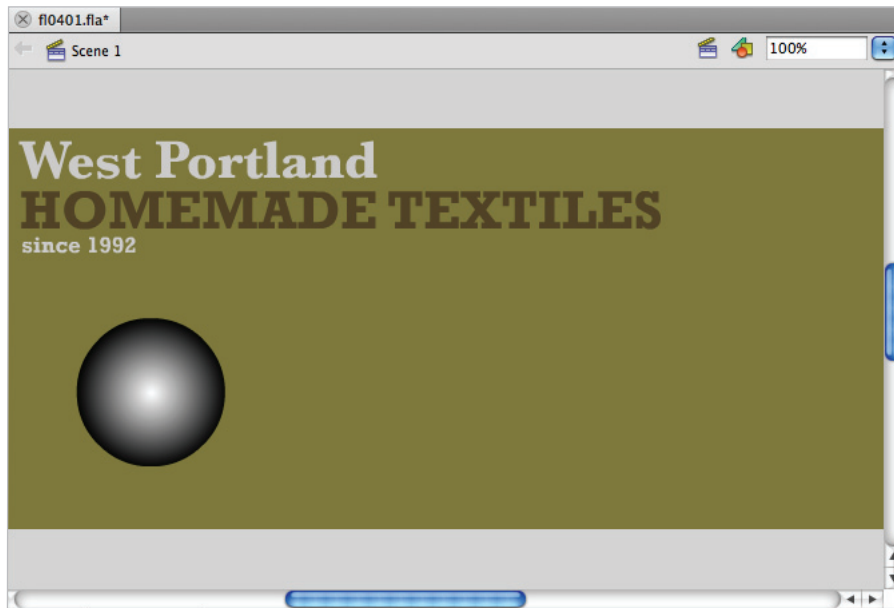 fl0401.fla*
Scene 1
100%
West Portland
HOMEMADE TEXTILES
since 1992